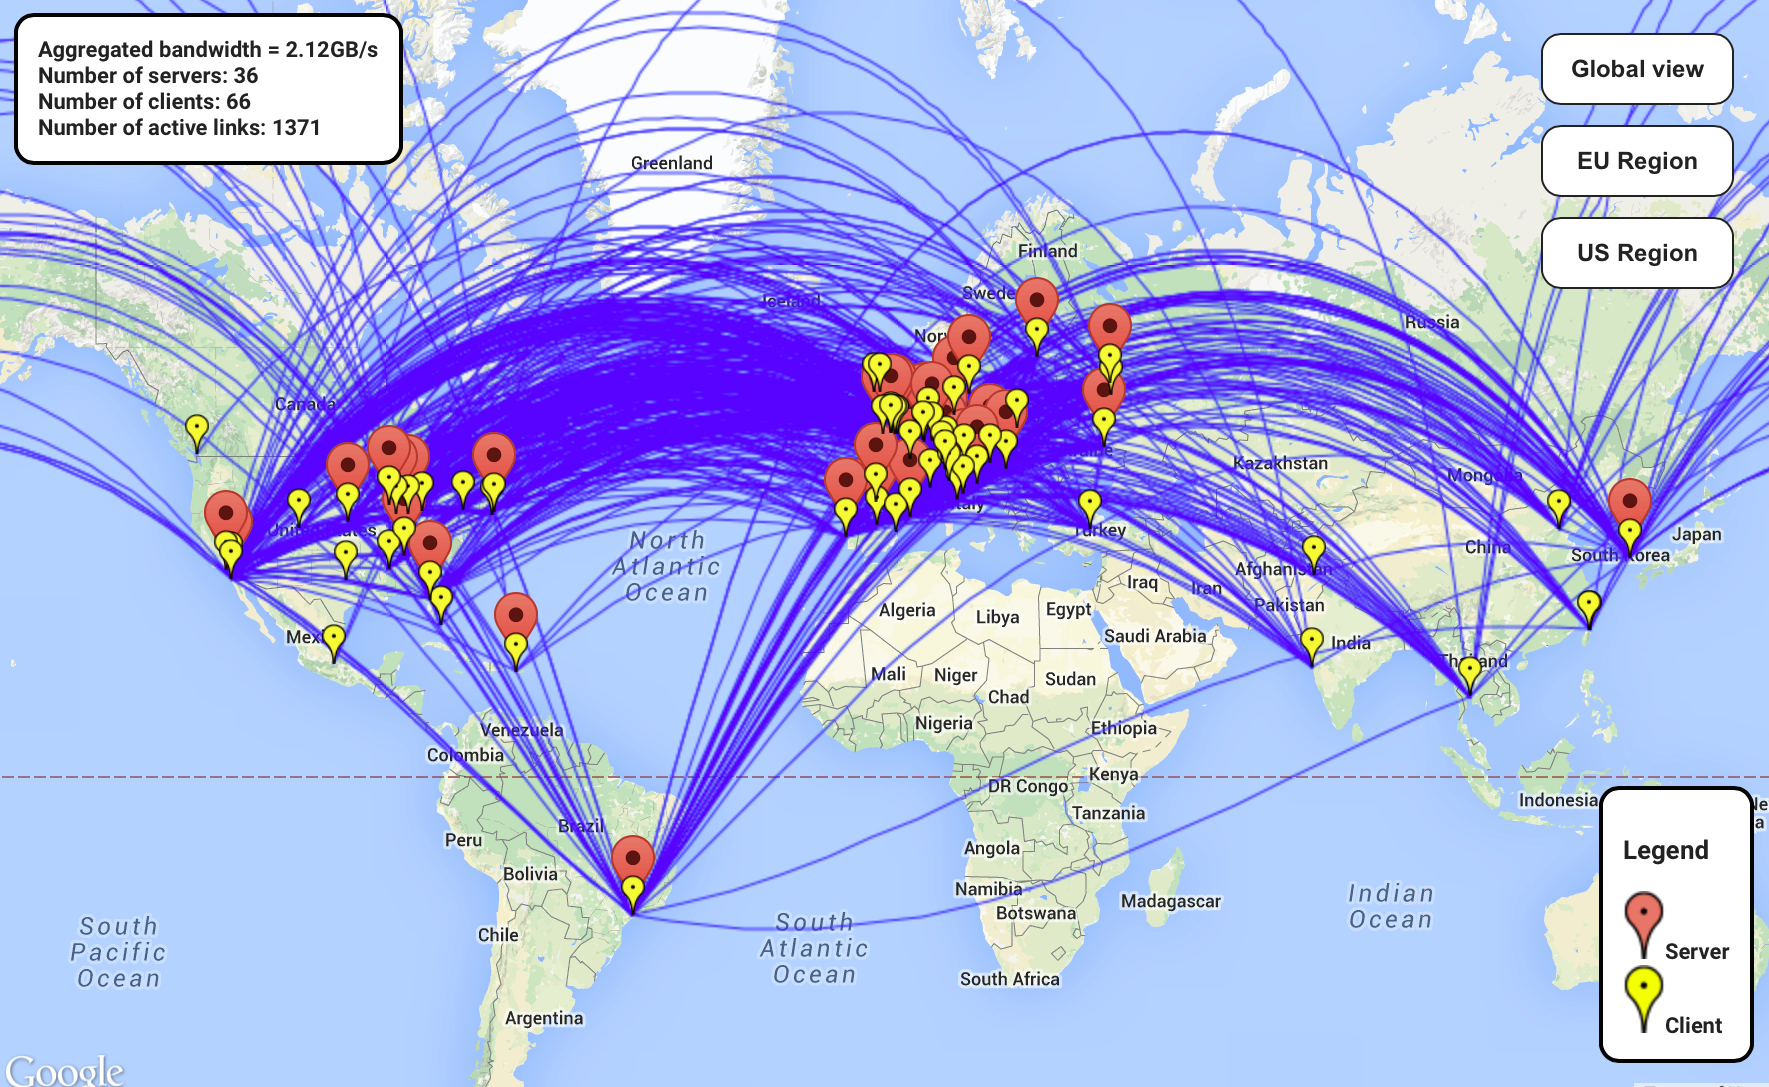 Aggregated bandwidth = 2.12GB/s
Number of servers: 36
Number of clients: 66
Number of active links: 1371
Global view
EU Region
US Region
Greenland
Finland
Iceland
Russia
Canada
Kazakhstan
Turkey
China
Japan
Afghanistan
Iraq
Iran
Pakistan
India
Algeria
Libya
Egypt
Saudi Arabia
North
Atlantic
Ocean
Mali
Niger
Chad
Sudan
Nigeria
Ethiopia
Venezuela
Colombia
DR Congo
Kenya
Tanzania
Indonesia
Peru
Brazil
Bolivia
Angola
Namibia
Botswana
Madagascar
Chile
South Africa
Argentina
South
Pacific
Ocean
South
Atlantic
Ocean
Indian
Ocean
Legend
Server
Client
Google